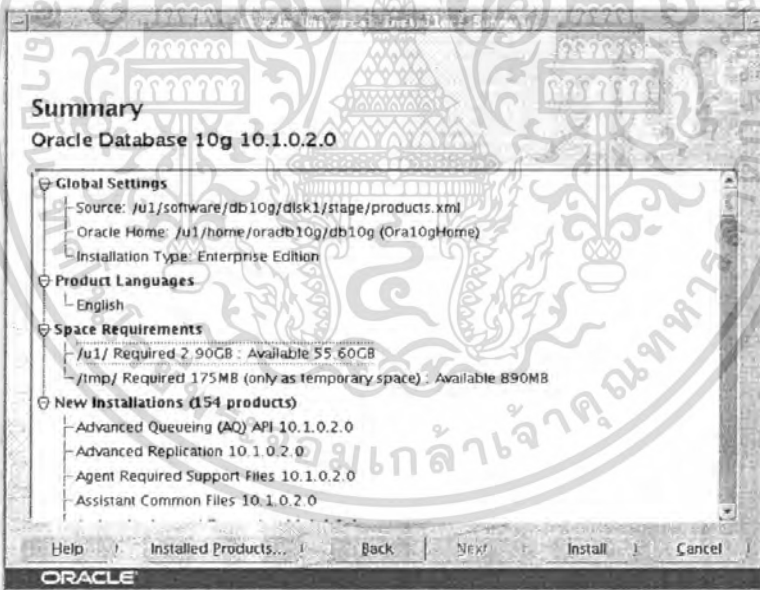 Summary
Oracle Database 10g 10.1.0.2.0
Global Settings
Source: /u1/software/db10g/disk1/stage/products.xml
Oracle Home: /u1/home/oradb10g/db10g (Ora10gHome)
Installation Type: Enterprise Edition
Product Languages
English
Space Requirements
/u1/ Required 2.90GB : Available 55.60GB
/tmp/ Required 175MB (only as temporary space) : Available 890MB
New Installations (154 products)
Advanced Queueing (AQ) API 10.1.0.2.0
Advanced Replication 10.1.0.2.0
Agent Required Support Files 10.1.0.2.0
Assistant Common Files 10.1.0.2.0
Help
Installed Products...
Back
Next
Install
Cancel
ORACLE